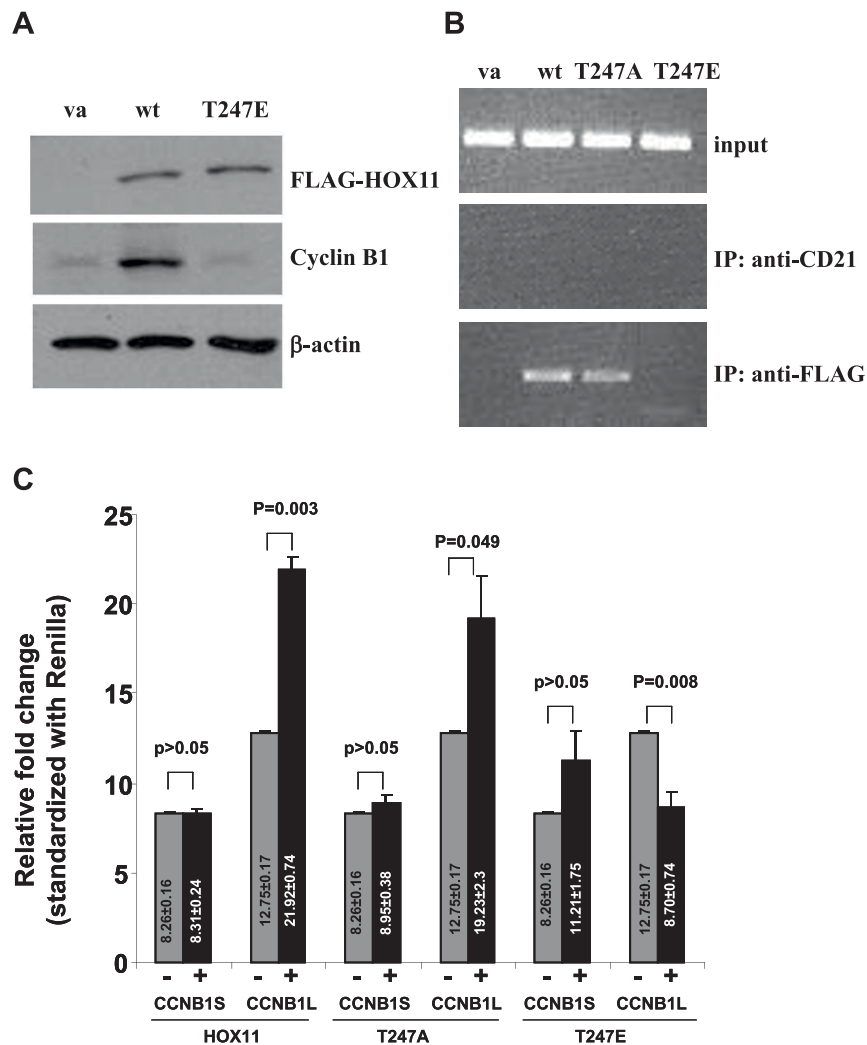 A
va wt T247E
FLAG-HOX11
Cyclin B1
β-actin
B
va wt T247A T247E
input
IP: anti-CD21
IP: anti-FLAG
C
Relative fold change
(standardized with Renilla)
25
20
15
10
5
0
p>0.05
P=0.003
p>0.05
P=0.049
p>0.05
P=0.008
8.26±0.16
8.31±0.24
12.75±0.17
21.92±0.74
8.26±0.16
8.95±0.38
12.75±0.17
19.23±2.3
8.26±0.16
11.21±1.75
12.75±0.17
8.70±0.74
- + - + - + - + - + - +
CCNB1S CCNB1L CCNB1S CCNB1L CCNB1S CCNB1L
HOX11 T247A T247E